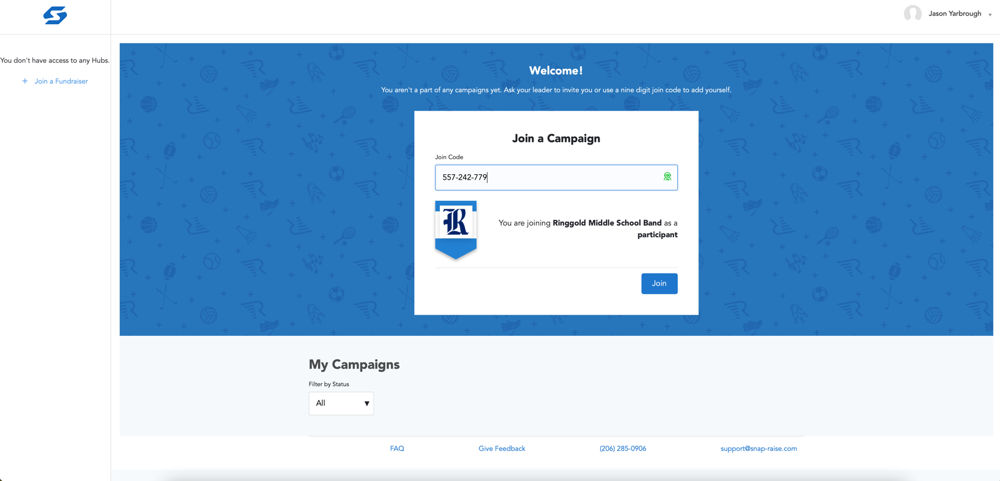 Jason Yarbrough
You don't have access to any Hubs.
+ Join a Fundraiser
Welcome!
You aren't a part of any campaigns yet. Ask your leader to invite you or use a nine digit join code to add yourself.
Join a Campaign
Join Code
557-242-779
R
You are joining Ringgold Middle School Band as a
participant
Join
My Campaigns
Filter by Status
All
FAQ
Give Feedback
(206) 285-0906
support@snap-raise.com